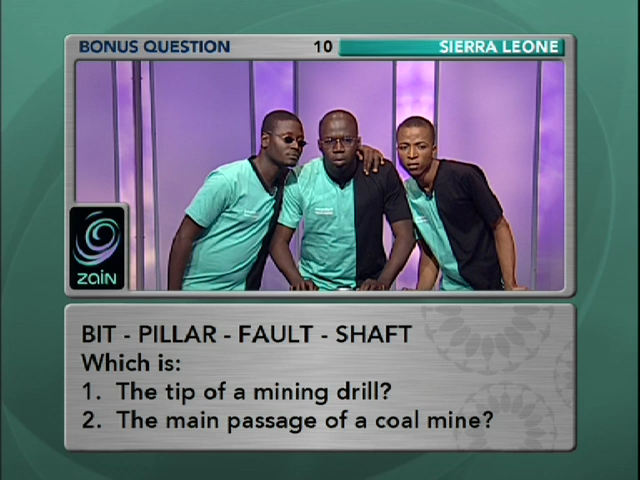 BONUS QUESTION 10 SIERRA LEONE
zain
BIT - PILLAR - FAULT - SHAFT
Which is:
1. The tip of a mining drill?
2. The main passage of a coal mine?